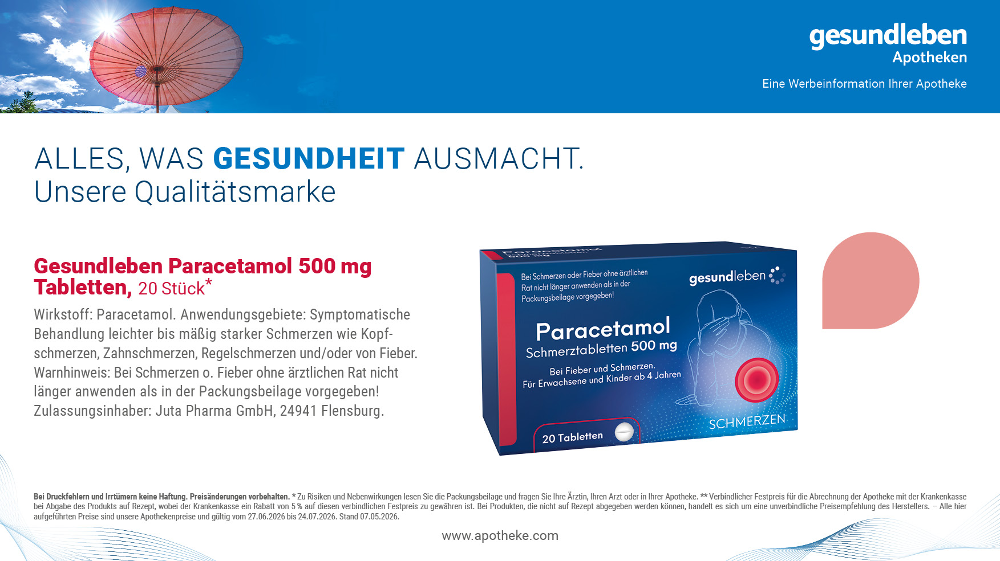 gesundleben
Apotheken
Eine Werbeinformation Ihrer Apotheke
ALLES, WAS GESUNDHEIT AUSMACHT.
Unsere Qualitätsmarke
Gesundleben Paracetamol 500 mg
Tabletten, 20 Stück*
Wirkstoff: Paracetamol. Anwendungsgebiete: Symptomatische
Behandlung leichter bis mäßig starker Schmerzen wie Kopf-
schmerzen, Zahnschmerzen, Regelschmerzen und/oder von Fieber.
Warnhinweis: Bei Schmerzen o. Fieber ohne ärztlichen Rat nicht
länger anwenden als in der Packungsbeilage vorgegeben!
Zulassungsinhaber: Juta Pharma GmbH, 24941 Flensburg.
Paracetamol
Schmerztabletten
500 mg
Bei Schmerzen oder Fieber ohne ärztlichen
Rat nicht länger anwenden als in der
Packungsbeilage vorgegeben!
gesundleben
Paracetamol
Schmerztabletten 500 mg
Bei Fieber und Schmerzen.
Für Erwachsene und Kinder ab 4 Jahren
SCHMERZEN
20 Tabletten
Bei Druckfehlern und Irrtümern keine Haftung. Preisänderungen vorbehalten. * Zu Risiken und Nebenwirkungen lesen Sie die Packungsbeilage und fragen Sie Ihre Ärztin, Ihren Arzt oder in Ihrer Apotheke. ** Verbindlicher Festpreis für die Abrechnung der Apotheke mit der Krankenkasse
bei Abgabe des Produkts auf Rezept, wobei der Krankenkasse ein Rabatt von 5 % auf diesen verbindlichen Festpreis zu gewähren ist. Bei Produkten, die nicht auf Rezept abgegeben werden können, handelt es sich um eine unverbindliche Preisempfehlung des Herstellers. – Alle hier
aufgeführten Preise sind unsere Apothekenpreise und gültig vom 27.06.2026 bis 24.07.2026. Stand 07.05.2026.
www.apotheke.com